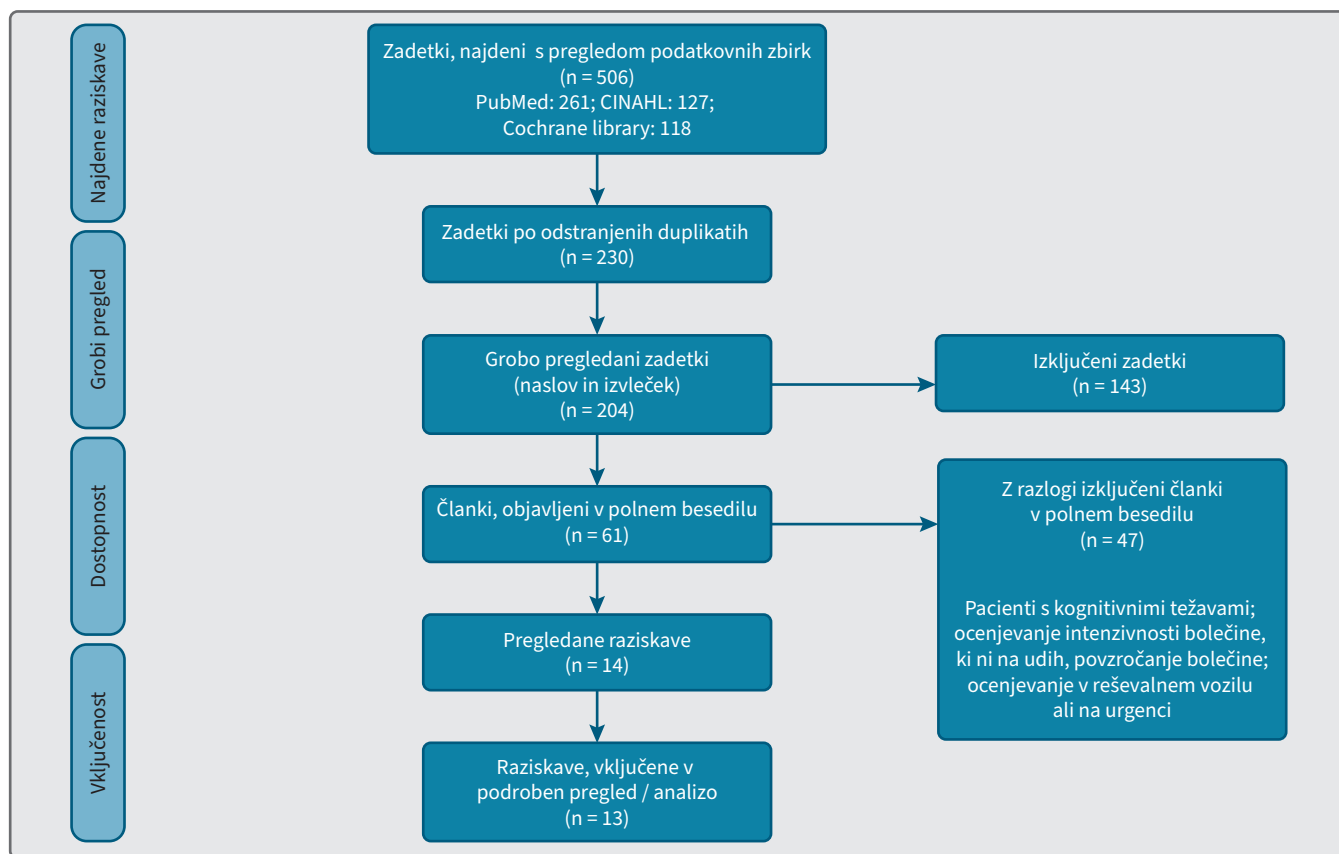 Najdene raziskave
Zadetki, najdeni s pregledom podatkovnih zbirk
(n = 506)
PubMed: 261; CINAHL: 127;
Cochrane library: 118
Grobi pregled
Zadetki po odstranjenih duplikatih
(n = 230)
Grobo pregledani zadetki
(naslov in izvleček)
(n = 204)
Izključeni zadetki
(n = 143)
Dostopnost
Članki, objavljeni v polnem besedilu
(n = 61)
Z razlogi izključeni članki
v polnem besedilu
(n = 47)
Pacienti s kognitivnimi težavami;
ocenjevanje intenzivnosti bolečine,
ki ni na udih, povzročanje bolečine;
ocenjevanje v reševalnem vozilu
ali na urgenci
Vključenost
Pregledane raziskave
(n = 14)
Raziskave, vključene v
podroben pregled / analizo
(n = 13)